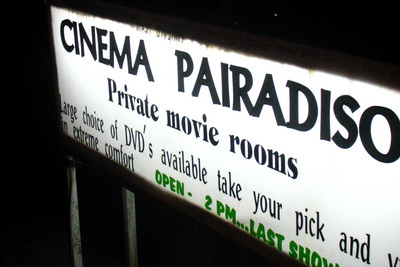 CINEMA PAIRADISO
Private movie rooms
Large choice of DVD's available take your pick and
in extreme comfort
OPEN - 2 PM...LAST SHOW